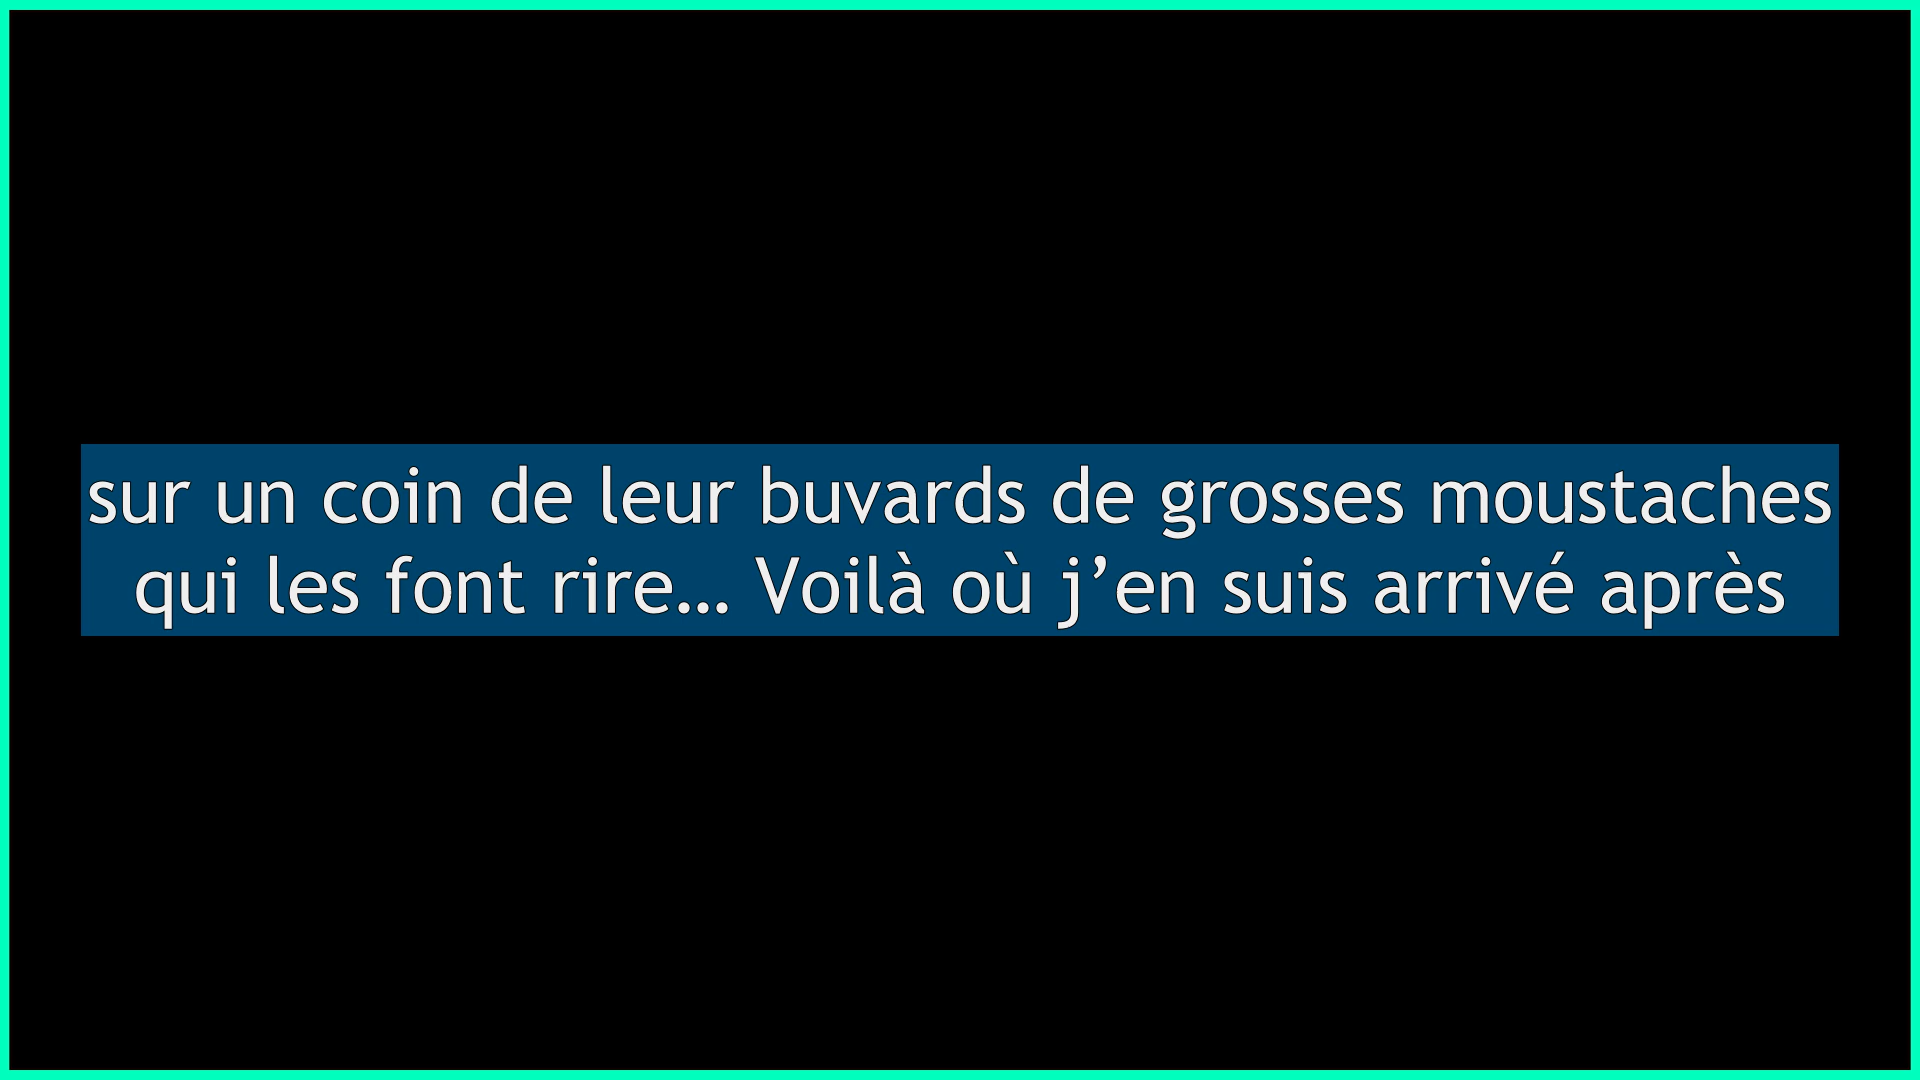 sur un coin de leur buvards de grosses moustaches
qui les font rire… Voilà où j’en suis arrivé après